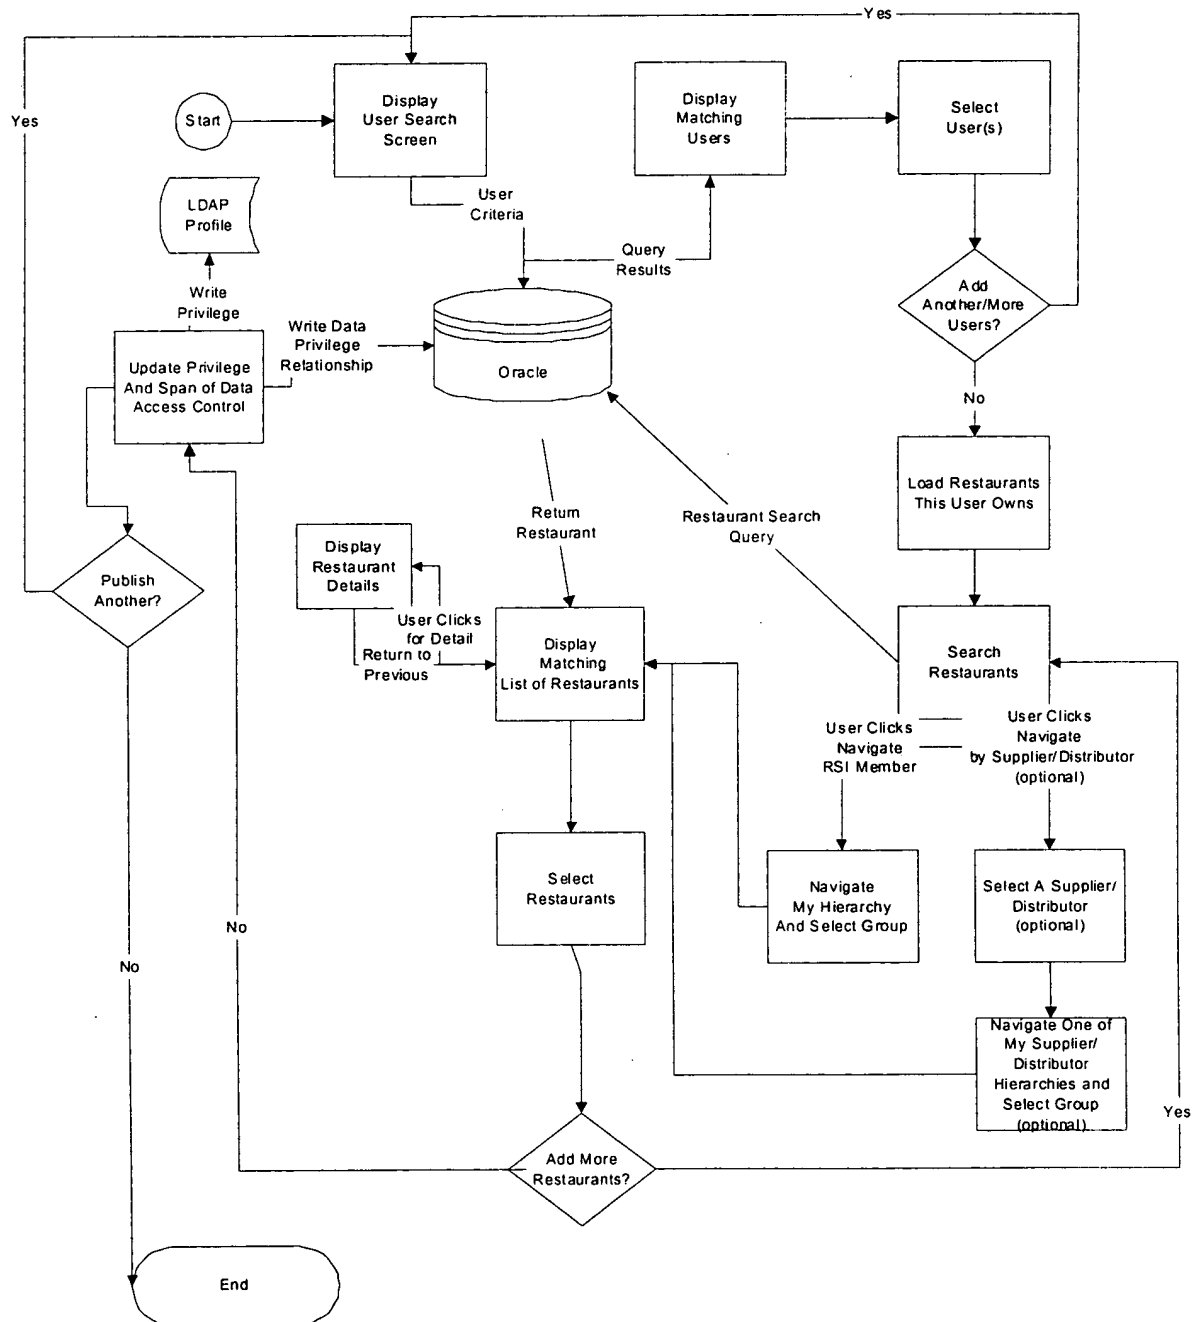 Yes
Yes
Start
Display
User Search
Screen
Display
Matching
Users
Select
User(s)
LDAP
Profile
User
Criteria
Query
Results
Write
Privilege
Write Data
Privilege
Relationship
Add
Another/More
Users?
Update Privilege
And Span of Data
Access Control
Oracle
No
Load Restaurants
This User Owns
Return
Restaurant
Restaurant Search
Query
Display
Restaurant
Details
Publish
Another?
User Clicks
for Detail
Return to
Previous
Display
Matching
List of Restaurants
Search
Restaurants
User Clicks
Navigate
RSI Member
User Clicks
Navigate
by Supplier/Distributor
(optional)
Select
Restaurants
Navigate
My Hierarchy
And Select Group
Select A Supplier/
Distributor
(optional)
No
No
Navigate One of
My Supplier/
Distributor
Hierarchies and
Select Group
(optional)
Yes
Add More
Restaurants?
End